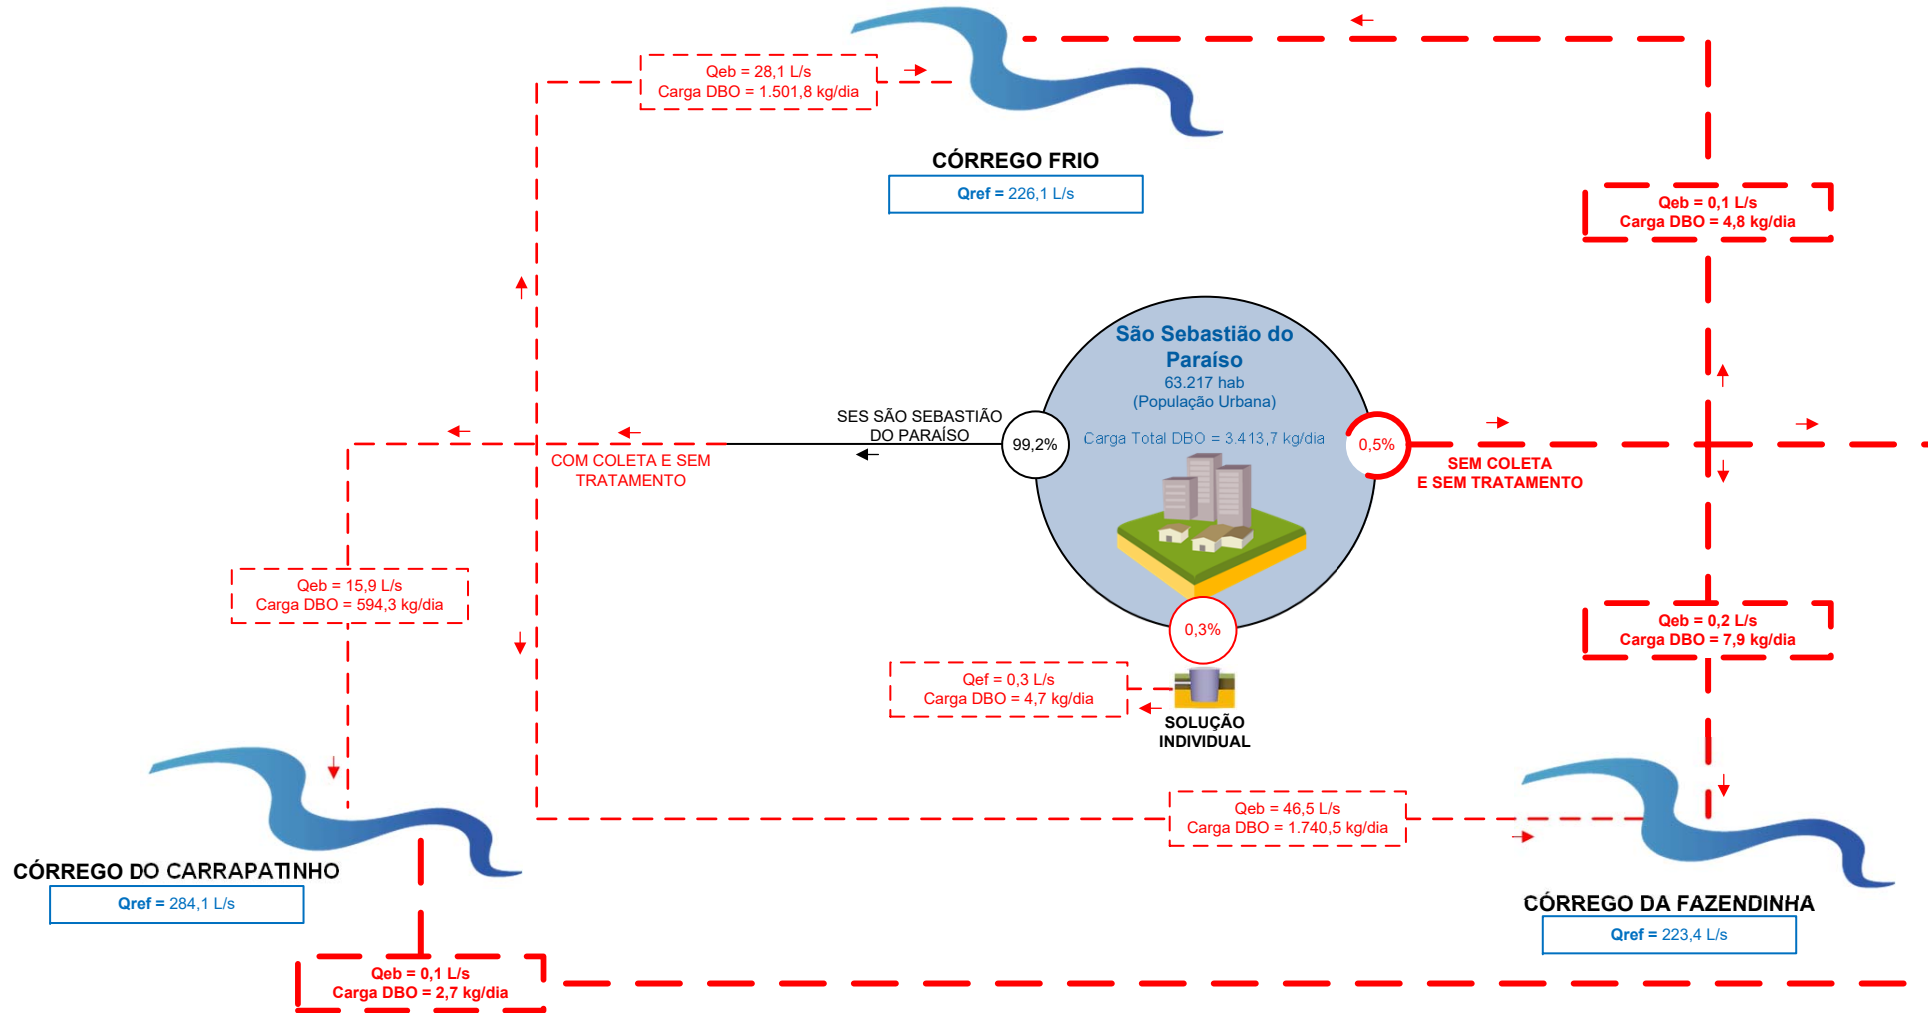 Qeb = 28,1 L/s
Carga DBO = 1.501,8 kg/dia
CÓRREGO FRIO
Qref = 226,1 L/s
Qeb = 0,1 L/s
Carga DBO = 4,8 kg/dia
São Sebastião do
Paraíso
63.217 hab
(População Urbana)
Carga Total DBO = 3.413,7 kg/dia
SES SÃO SEBASTIÃO
DO PARAÍSO
99,2%
0,5%
COM COLETA E SEM
TRATAMENTO
SEM COLETA
E SEM TRATAMENTO
Qeb = 15,9 L/s
Carga DBO = 594,3 kg/dia
0,3%
Qeb = 0,2 L/s
Carga DBO = 7,9 kg/dia
Qef = 0,3 L/s
Carga DBO = 4,7 kg/dia
SOLUÇÃO
INDIVIDUAL
Qeb = 46,5 L/s
Carga DBO = 1.740,5 kg/dia
CÓRREGO DO CARRAPATINHO
Qref = 284,1 L/s
CÓRREGO DA FAZENDINHA
Qref = 223,4 L/s
Qeb = 0,1 L/s
Carga DBO = 2,7 kg/dia